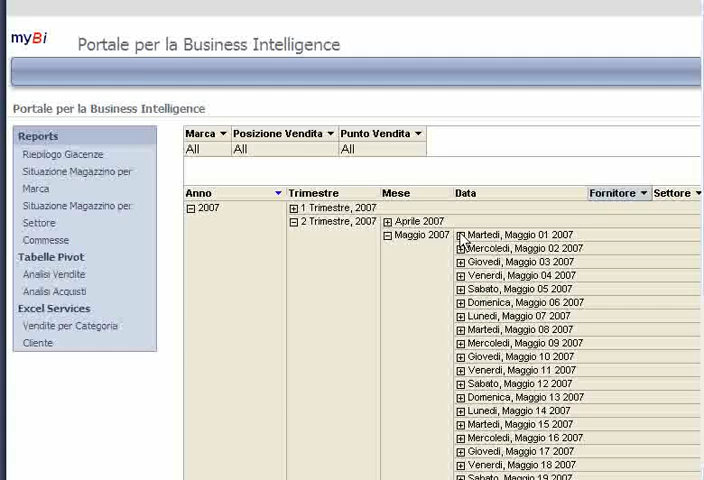 myBi
Portale per la Business Intelligence
Portale per la Business Intelligence
Reports
Riepilogo Giacenze
Situazione Magazzino per
Marca
Situazione Magazzino per
Settore
Commesse
Tabelle Pivot
Analisi Vendite
Analisi Acquisti
Excel Services
Vendite per Categoria
Cliente
Marca Posizione Vendita Punto Vendita
All All All
Anno Trimestre Mese Data Fornitore Settore
2007 1 Trimestre, 2007
2 Trimestre, 2007 Aprile 2007
Maggio 2007 Martedi, Maggio 01 2007
Mercoledi, Maggio 02 2007
Giovedi, Maggio 03 2007
Venerdi, Maggio 04 2007
Sabato, Maggio 05 2007
Domenica, Maggio 06 2007
Lunedi, Maggio 07 2007
Martedi, Maggio 08 2007
Mercoledi, Maggio 09 2007
Giovedi, Maggio 10 2007
Venerdi, Maggio 11 2007
Sabato, Maggio 12 2007
Domenica, Maggio 13 2007
Lunedi, Maggio 14 2007
Martedi, Maggio 15 2007
Mercoledi, Maggio 16 2007
Giovedi, Maggio 17 2007
Venerdi, Maggio 18 2007
Sabato, Maggio 19 2007